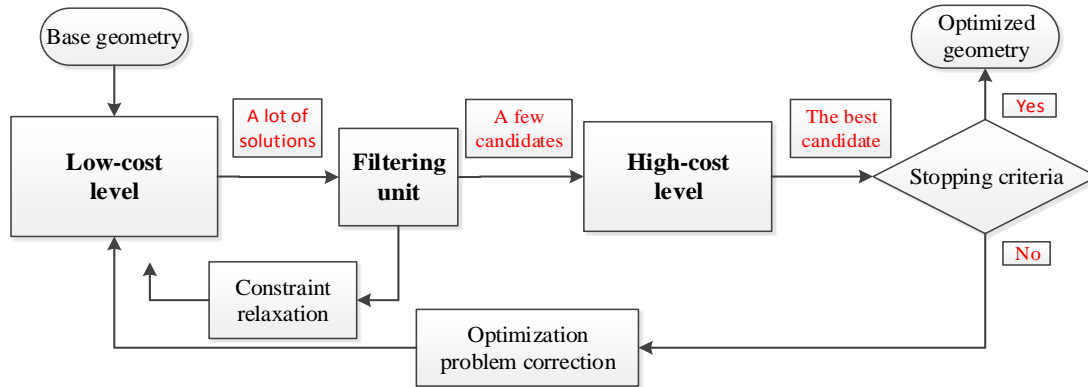 Base geometry
Optimized
geometry
A lot of
solutions
A few
candidates
The best
candidate
Yes
Low-cost
level
Filtering
unit
High-cost
level
Stopping criteria
No
Constraint
relaxation
Optimization
problem correction